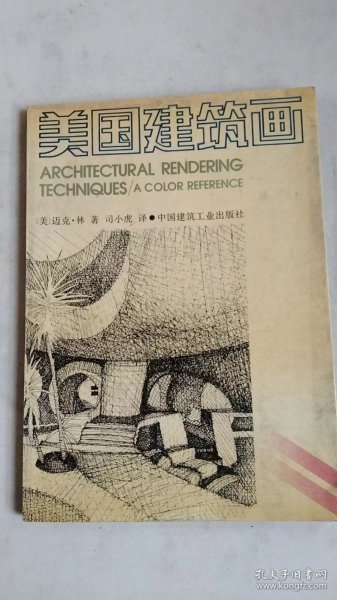 美国建筑画
ARCHITECTURAL RENDERING
TECHNIQUES/A COLOR REFERENCE
〔美〕迈克·林 著 司小虎 译●中国建筑工业出版社
孔夫子旧书网
www.kongfz.com